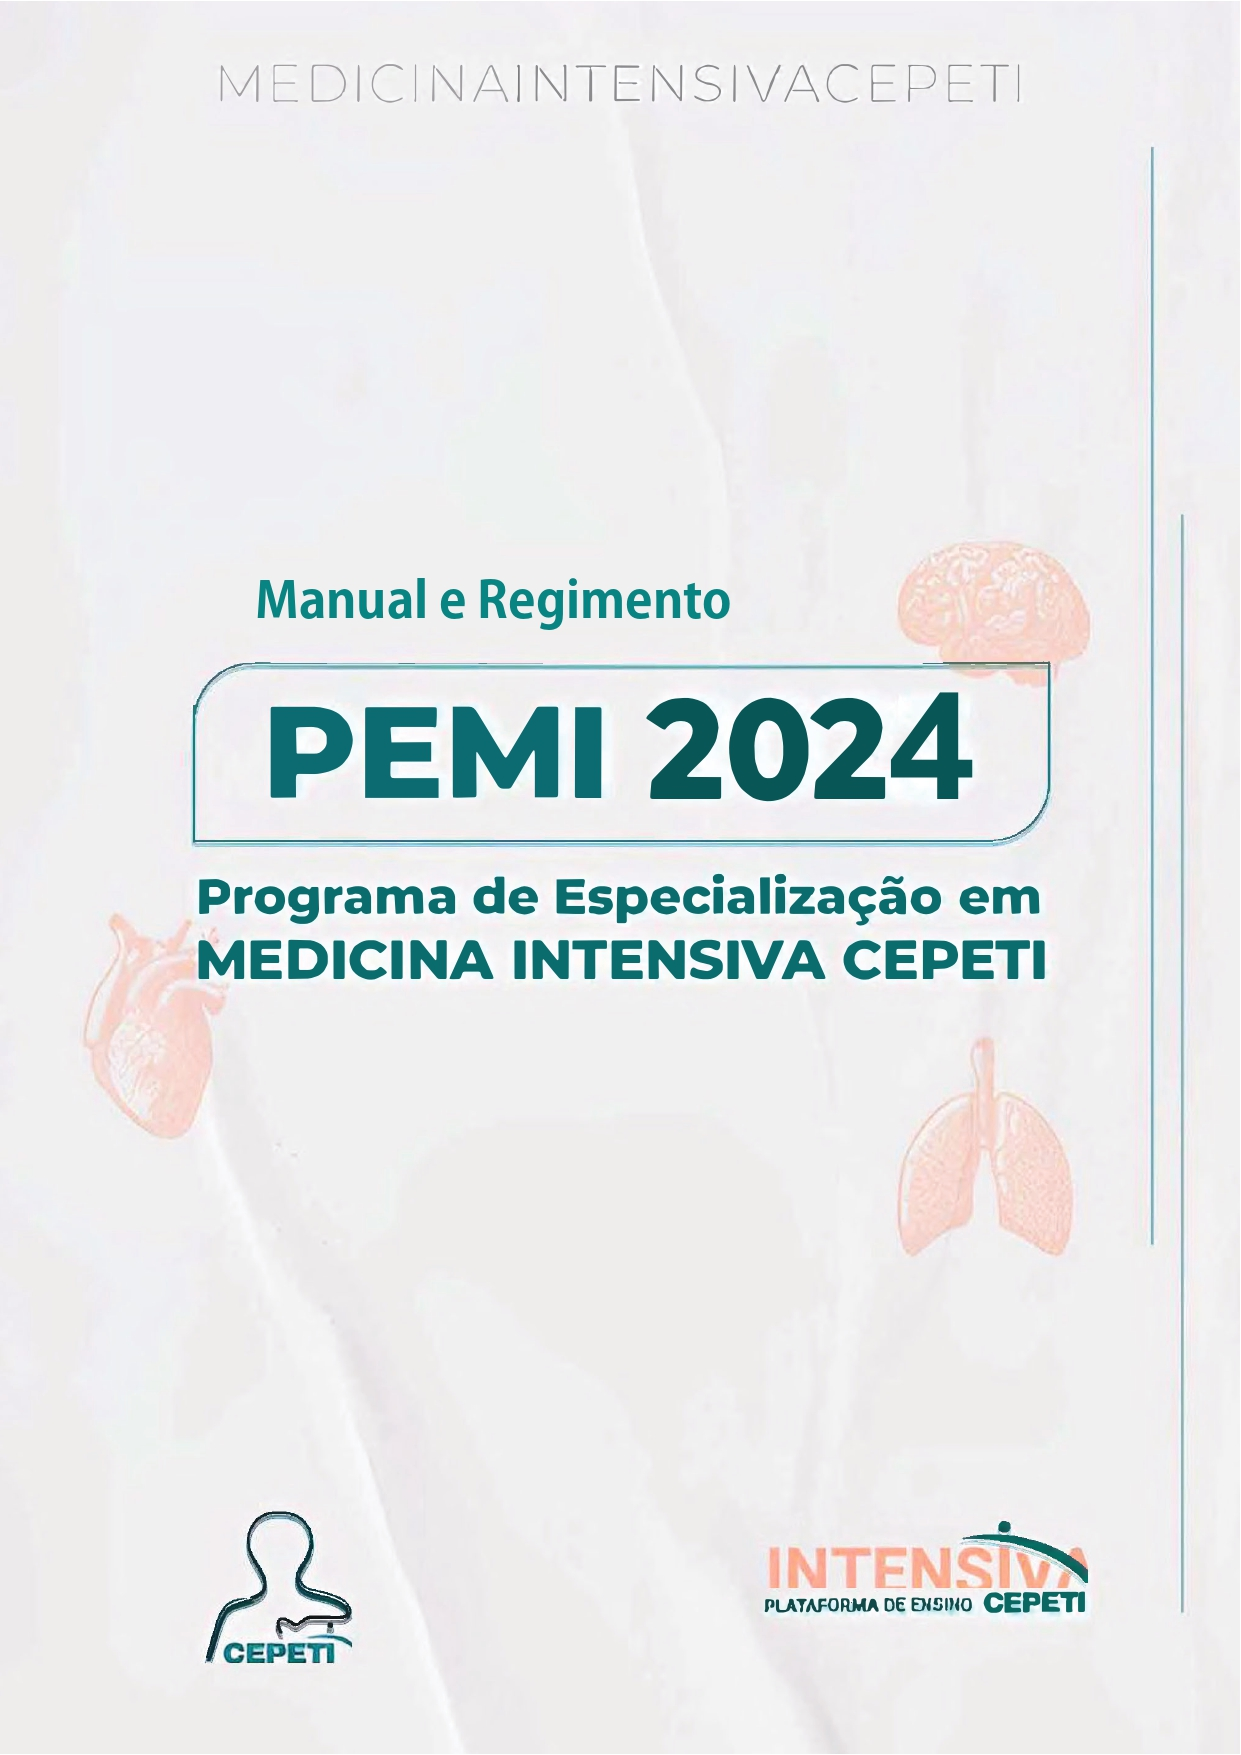 MEDICINAINTENSIVACEPETI
Manual e Regimento
PEMI 2024
Programa de Especialização em
MEDICINA INTENSIVA CEPETI
CEPETI
INTENSIVA
PLATAFORMA DE ENSINO CEPETI